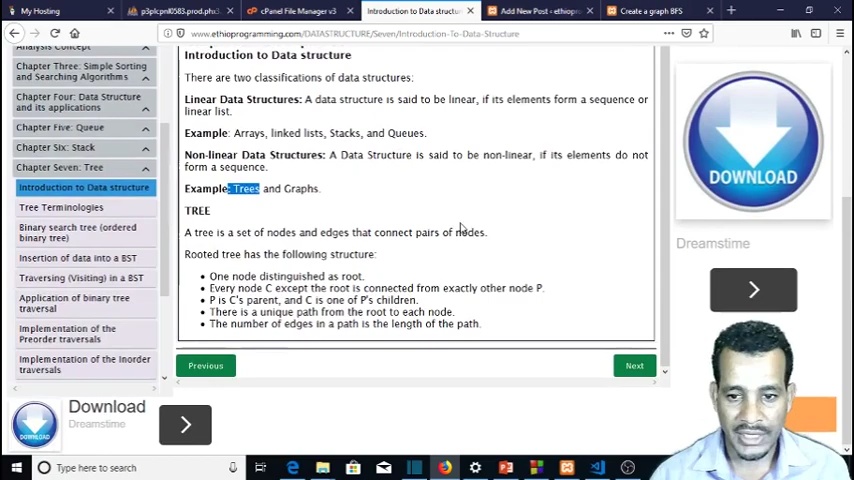 My Hosting
p3plcpnl0583.prod.phx3
cPanel File Manager v3
Introduction to Data structur
Add New Post - ethiopro
Create a graph BFS
www.ethioprogramming.com/DATASTRUCTURE/Seven/Introduction-To-Data-Structure
Analysis Concept
Chapter Three: Simple Sorting
and Searching Algorithms
Chapter Four: Data Structure
and its applications
Chapter Five: Queue
Chapter Six: Stack
Chapter Seven: Tree
Introduction to Data structure
Tree Terminologies
Binary search tree (ordered
binary tree)
Insertion of data into a BST
Traversing (Visiting) in a BST
Application of binary tree
traversal
Implementation of the
Preorder traversals
Implementation of the Inorder
traversals
Introduction to Data structure
There are two classifications of data structures:
Linear Data Structures: A data structure is said to be linear, if its elements form a sequence or
linear list.
Example: Arrays, linked lists, Stacks, and Queues.
Non-linear Data Structures: A Data Structure is said to be non-linear, if its elements do not
form a sequence.
Example: Trees and Graphs.
TREE
A tree is a set of nodes and edges that connect pairs of nodes.
Rooted tree has the following structure:
• One node distinguished as root.
• Every node C except the root is connected from exactly other node P.
• P is C's parent, and C is one of P's children.
• There is a unique path from the root to each node.
• The number of edges in a path is the length of the path.
Previous
Next
DOWNLOAD
Dreamstime
DOWNLOAD
Download
Dreamstime
Type here to search